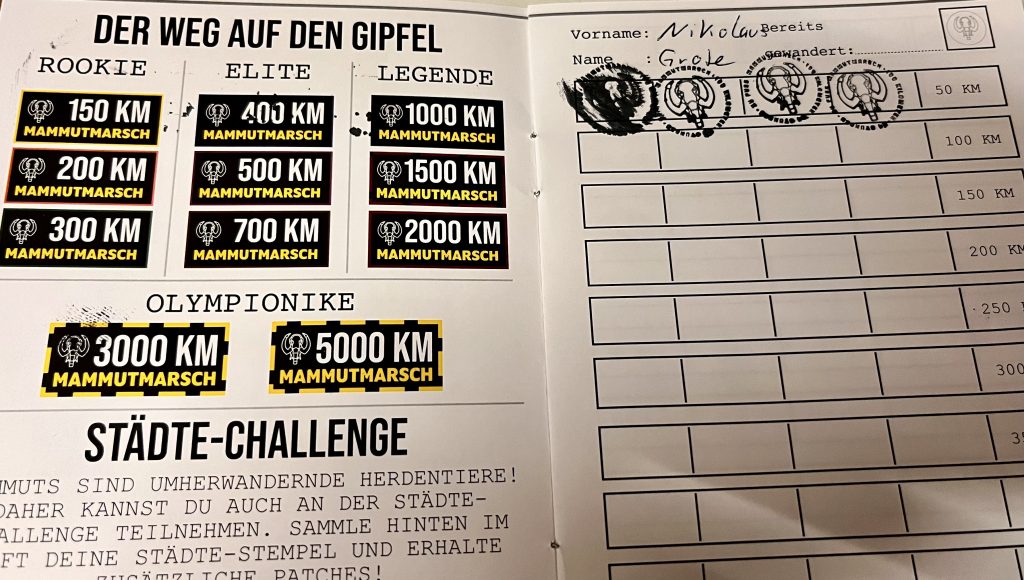 DER WEG AUF DEN GIPFEL
ROOKIE
ELITE
LEGENDE
150 KM
MAMMUTMARSCH
400 KM
MAMMUTMARSCH
1000 KM
MAMMUTMARSCH
200 KM
MAMMUTMARSCH
500 KM
MAMMUTMARSCH
1500 KM
MAMMUTMARSCH
300 KM
MAMMUTMARSCH
700 KM
MAMMUTMARSCH
2000 KM
MAMMUTMARSCH
OLYMPIONIKE
3000 KM
MAMMUTMARSCH
5000 KM
MAMMUTMARSCH
STÄDTE-CHALLENGE
MMUTS SIND UMHERWANDERNDE HERDENTIERE!
DAHER KANNST DU AUCH AN DER STÄDTE-
ALLENGE TEILNEHMEN. SAMMLE HINTEN IM
FT DEINE STÄDTE-STEMPEL UND ERHALTE
ZUSÄTZLICHE PATCHES!
Vorname: Nikolaus
Bereits
Name : Grote
gewandert:
50 KM
100 KM
150 KM
200 KM
250 K
300
35